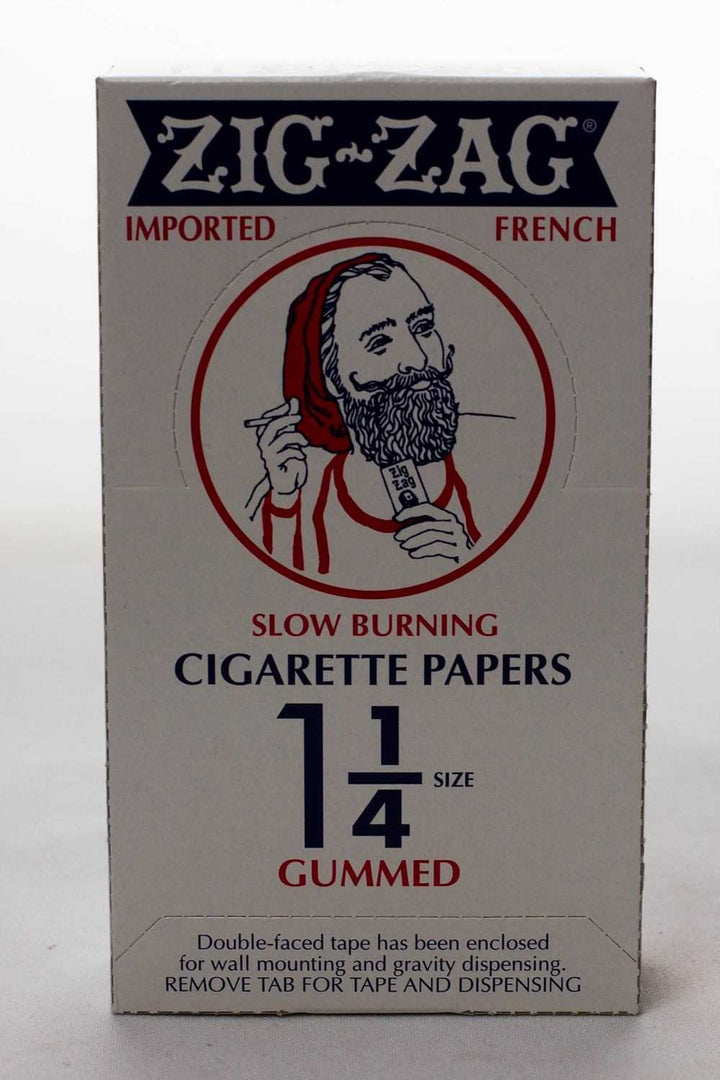 ZIG-ZAG®
IMPORTED FRENCH
Zig
Zag
SLOW BURNING
CIGARETTE PAPERS
1 1/4 SIZE
GUMMED
Double-faced tape has been enclosed
for wall mounting and gravity dispensing.
REMOVE TAB FOR TAPE AND DISPENSING